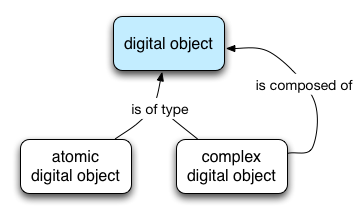 digital object
is composed of
is of type
atomic
digital object
complex
digital object